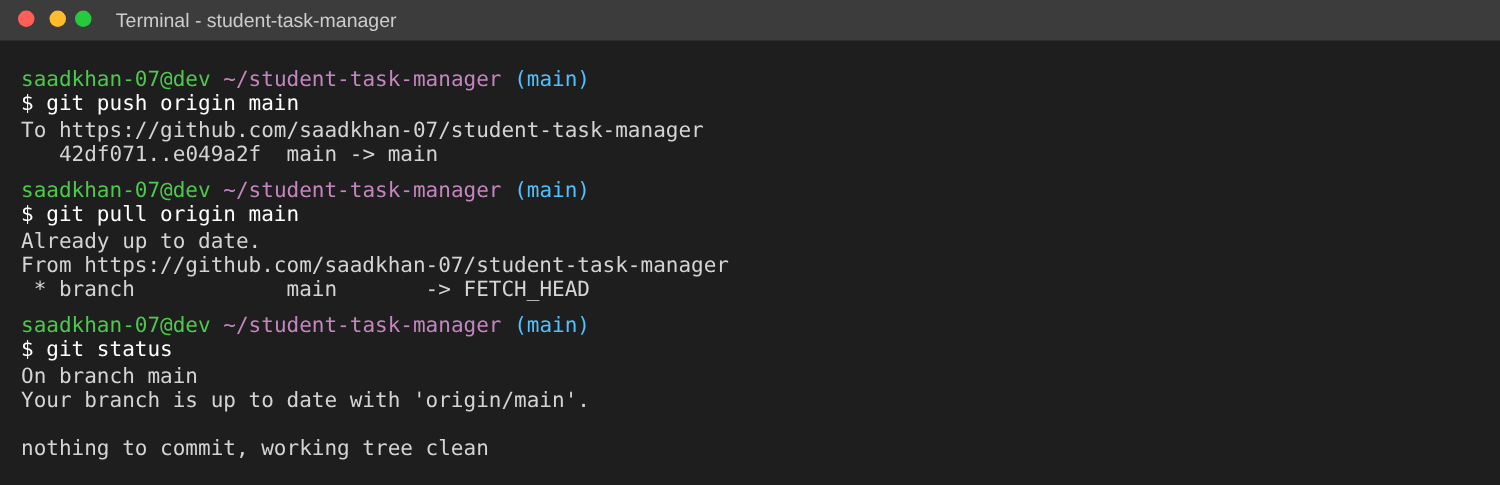 Terminal - student-task-manager
saadkhan-07@dev ~/student-task-manager (main)
$ git push origin main
To https://github.com/saadkhan-07/student-task-manager
   42df071..e049a2f  main -> main
saadkhan-07@dev ~/student-task-manager (main)
$ git pull origin main
Already up to date.
From https://github.com/saadkhan-07/student-task-manager
 * branch            main       -> FETCH_HEAD
saadkhan-07@dev ~/student-task-manager (main)
$ git status
On branch main
Your branch is up to date with 'origin/main'.
nothing to commit, working tree clean